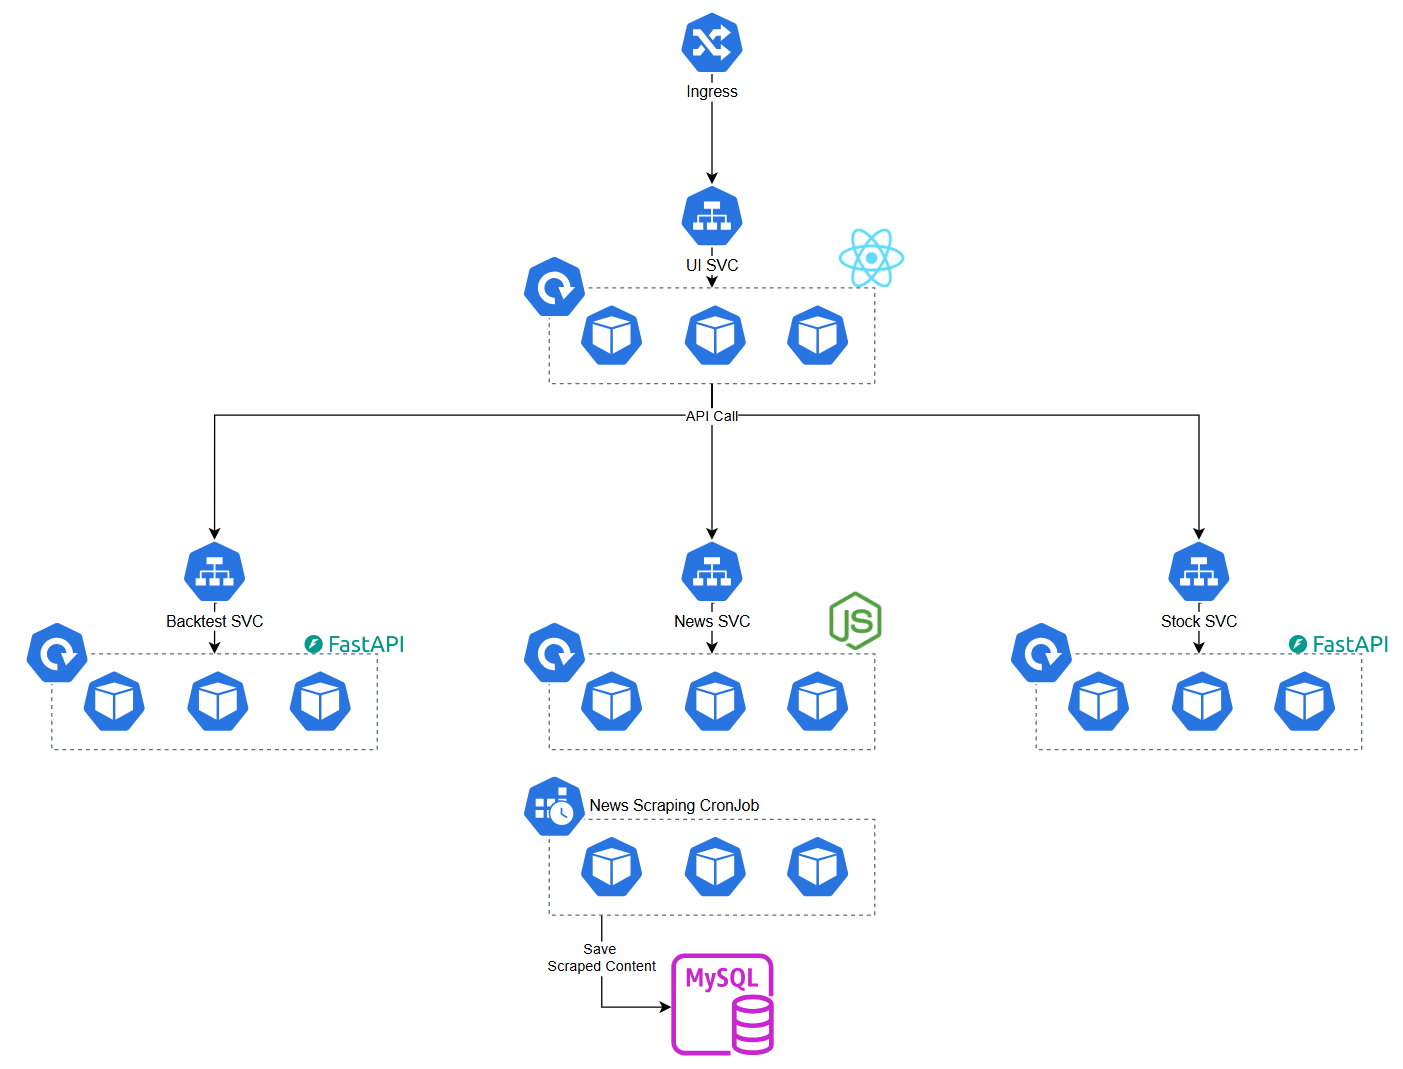 Ingress
UI SVC
API Call
Backtest SVC
News SVC
Stock SVC
FastAPI
JS
FastAPI
News Scraping CronJob
Save
Scraped Content
MySQL